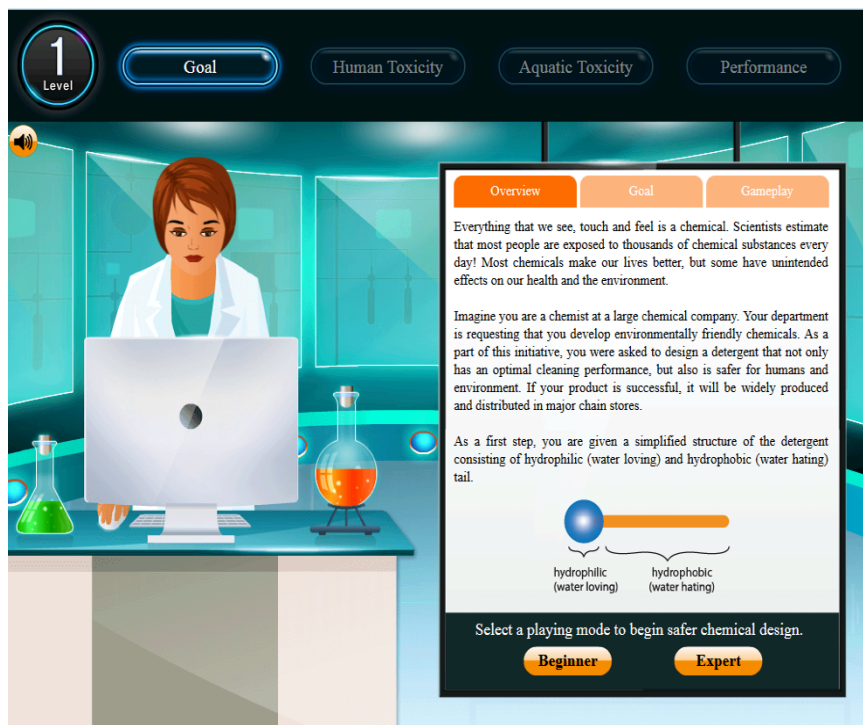 1
Level
Goal
Human Toxicity
Aquatic Toxicity
Performance
Overview
Goal
Gameplay
Everything that we see, touch and feel is a chemical. Scientists estimate
that most people are exposed to thousands of chemical substances every
day! Most chemicals make our lives better, but some have unintended
effects on our health and the environment.
Imagine you are a chemist at a large chemical company. Your department
is requesting that you develop environmentally friendly chemicals. As a
part of this initiative, you were asked to design a detergent that not only
has an optimal cleaning performance, but also is safer for humans and
environment. If your product is successful, it will be widely produced
and distributed in major chain stores.
As a first step, you are given a simplified structure of the detergent
consisting of hydrophilic (water loving) and hydrophobic (water hating)
tail.
hydrophilic
(water loving)
hydrophobic
(water hating)
Select a playing mode to begin safer chemical design.
Beginner
Expert